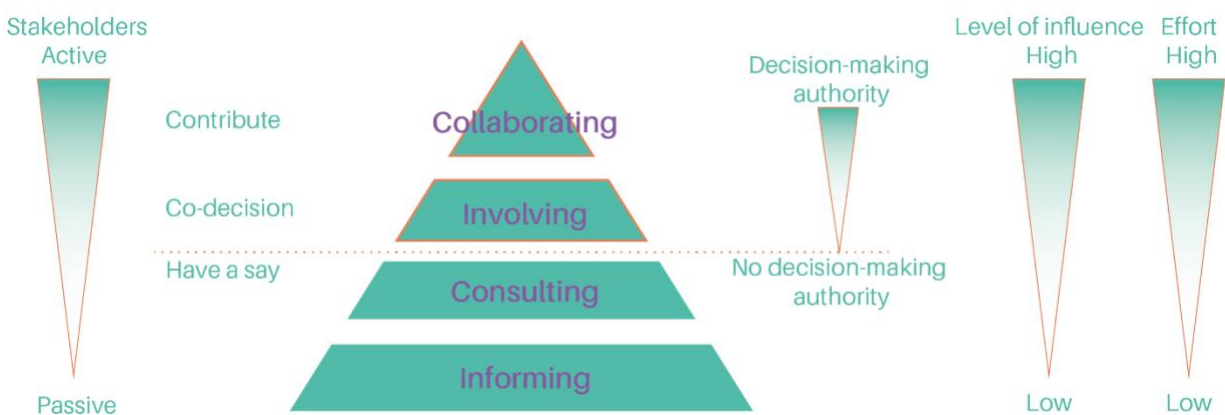 Stakeholders
Active
Passive
Contribute
Co-decision
Have a say
Collaborating
Involving
Consulting
Informing
Decision-making
authority
No decision-making
authority
Level of influence
High
Low
Effort
High
Low